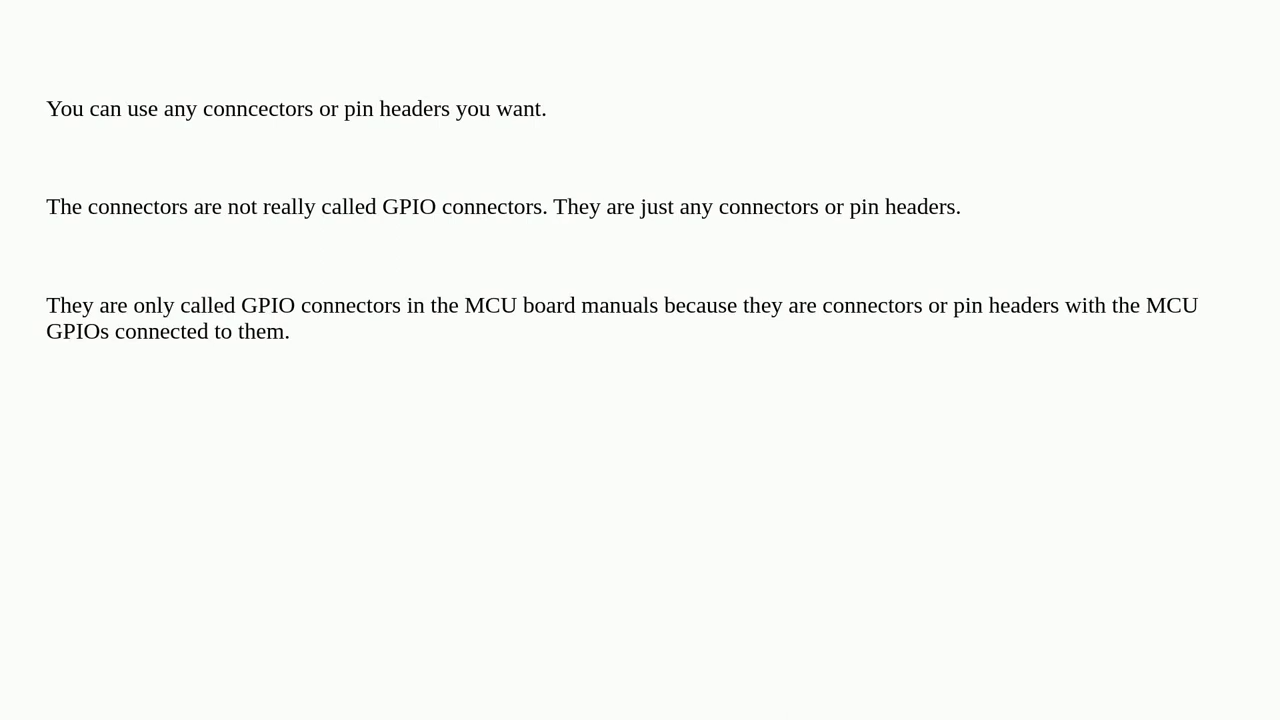 You can use any conncectors or pin headers you want.
The connectors are not really called GPIO connectors. They are just any connectors or pin headers.
They are only called GPIO connectors in the MCU board manuals because they are connectors or pin headers with the MCU
GPIOs connected to them.